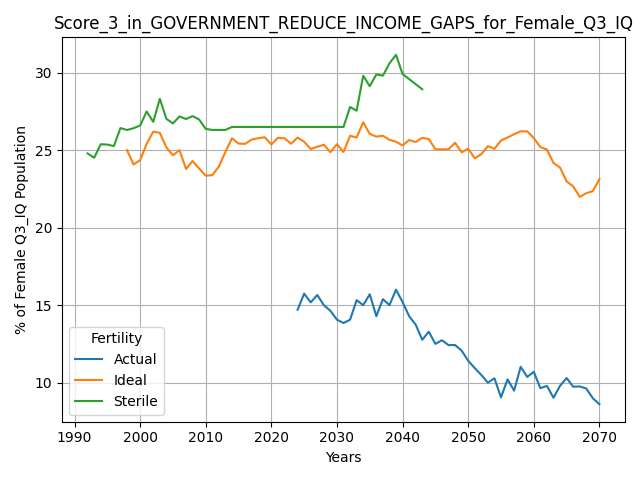 Score_3_in_GOVERNMENT_REDUCE_INCOME_GAPS_for_Female_Q3_IQ
% of Female Q3_IQ Population
30
25
20
15
10
Fertility
Actual
Ideal
Sterile
1990 2000 2010 2020 2030 2040 2050 2060 2070
Years